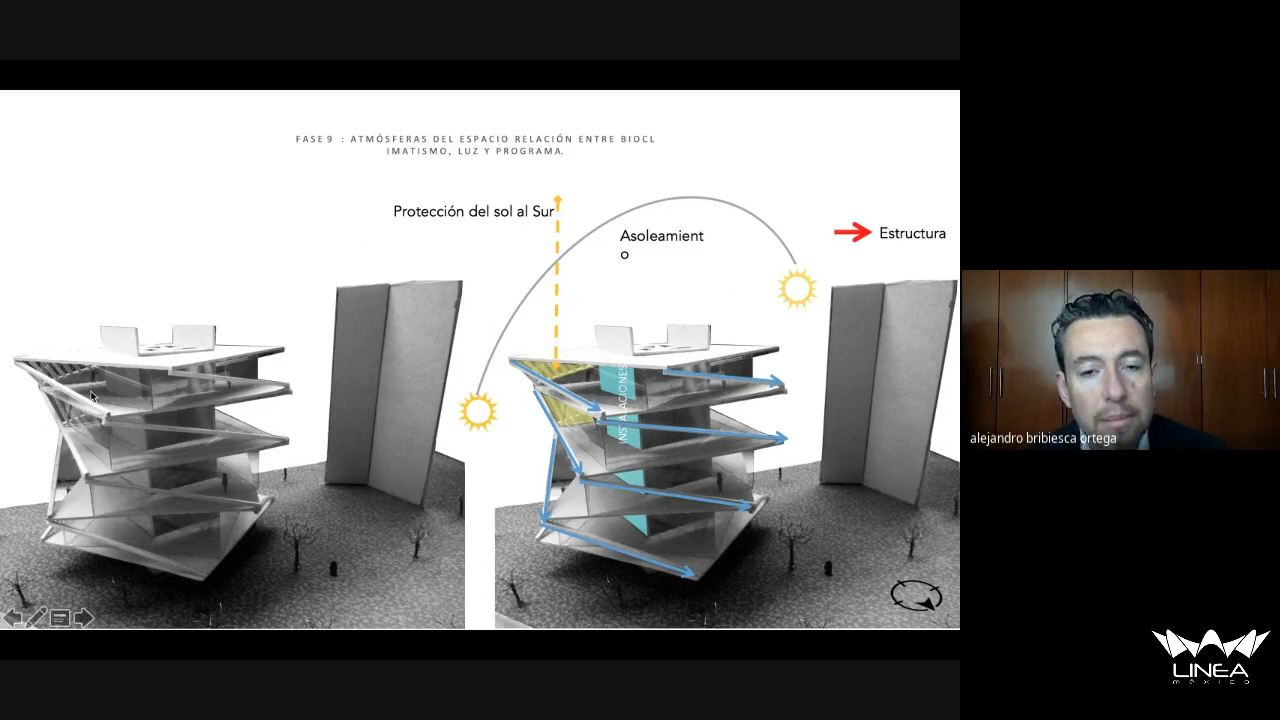 FASE 9 : ATMÓSFERAS DEL ESPACIO RELACIÓN ENTRE BIOCL
IMATISMO, LUZ Y PROGRAMA.
Protección del sol al Sur
Asoleamient
o
Estructura
INSTALACIONES
alejandro bribiesca ortega
LINEA
méxico